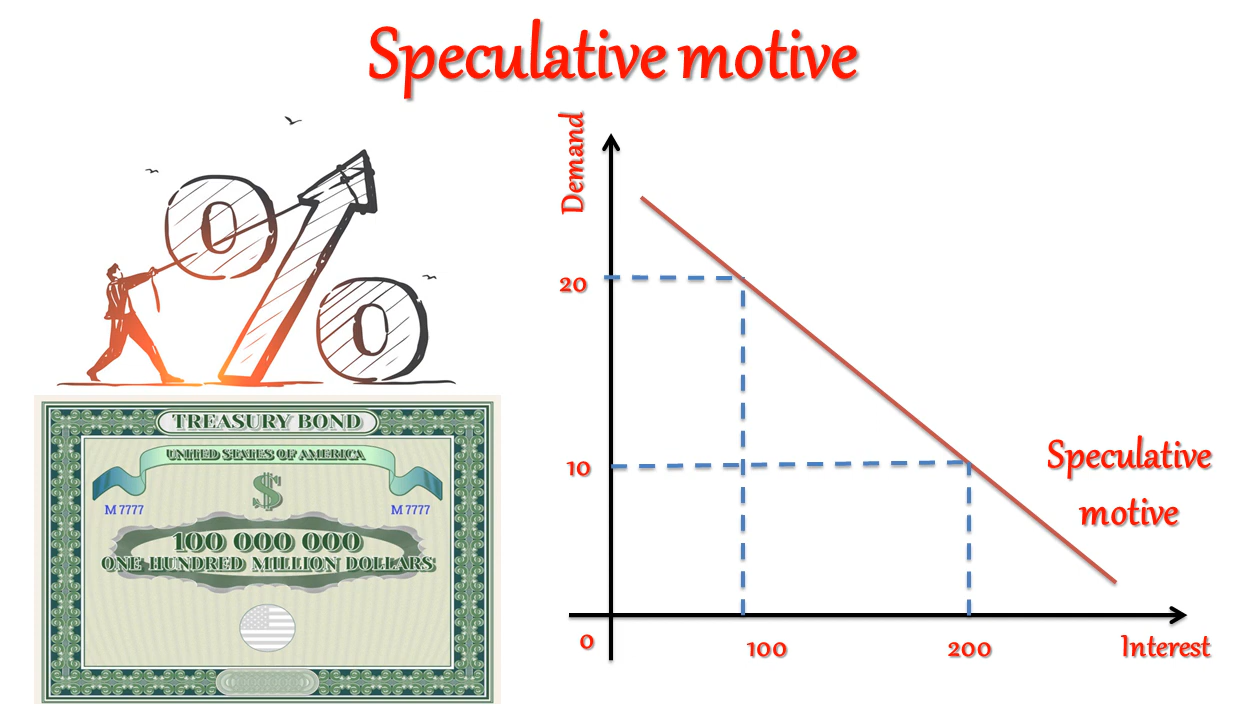 Speculative motive
TREASURY BOND
UNITED STATES OF AMERICA
$
M 7777
M 7777
100 000 000
ONE HUNDRED MILLION DOLLARS
Demand
20
10
0
100
200
Interest
Speculative
motive